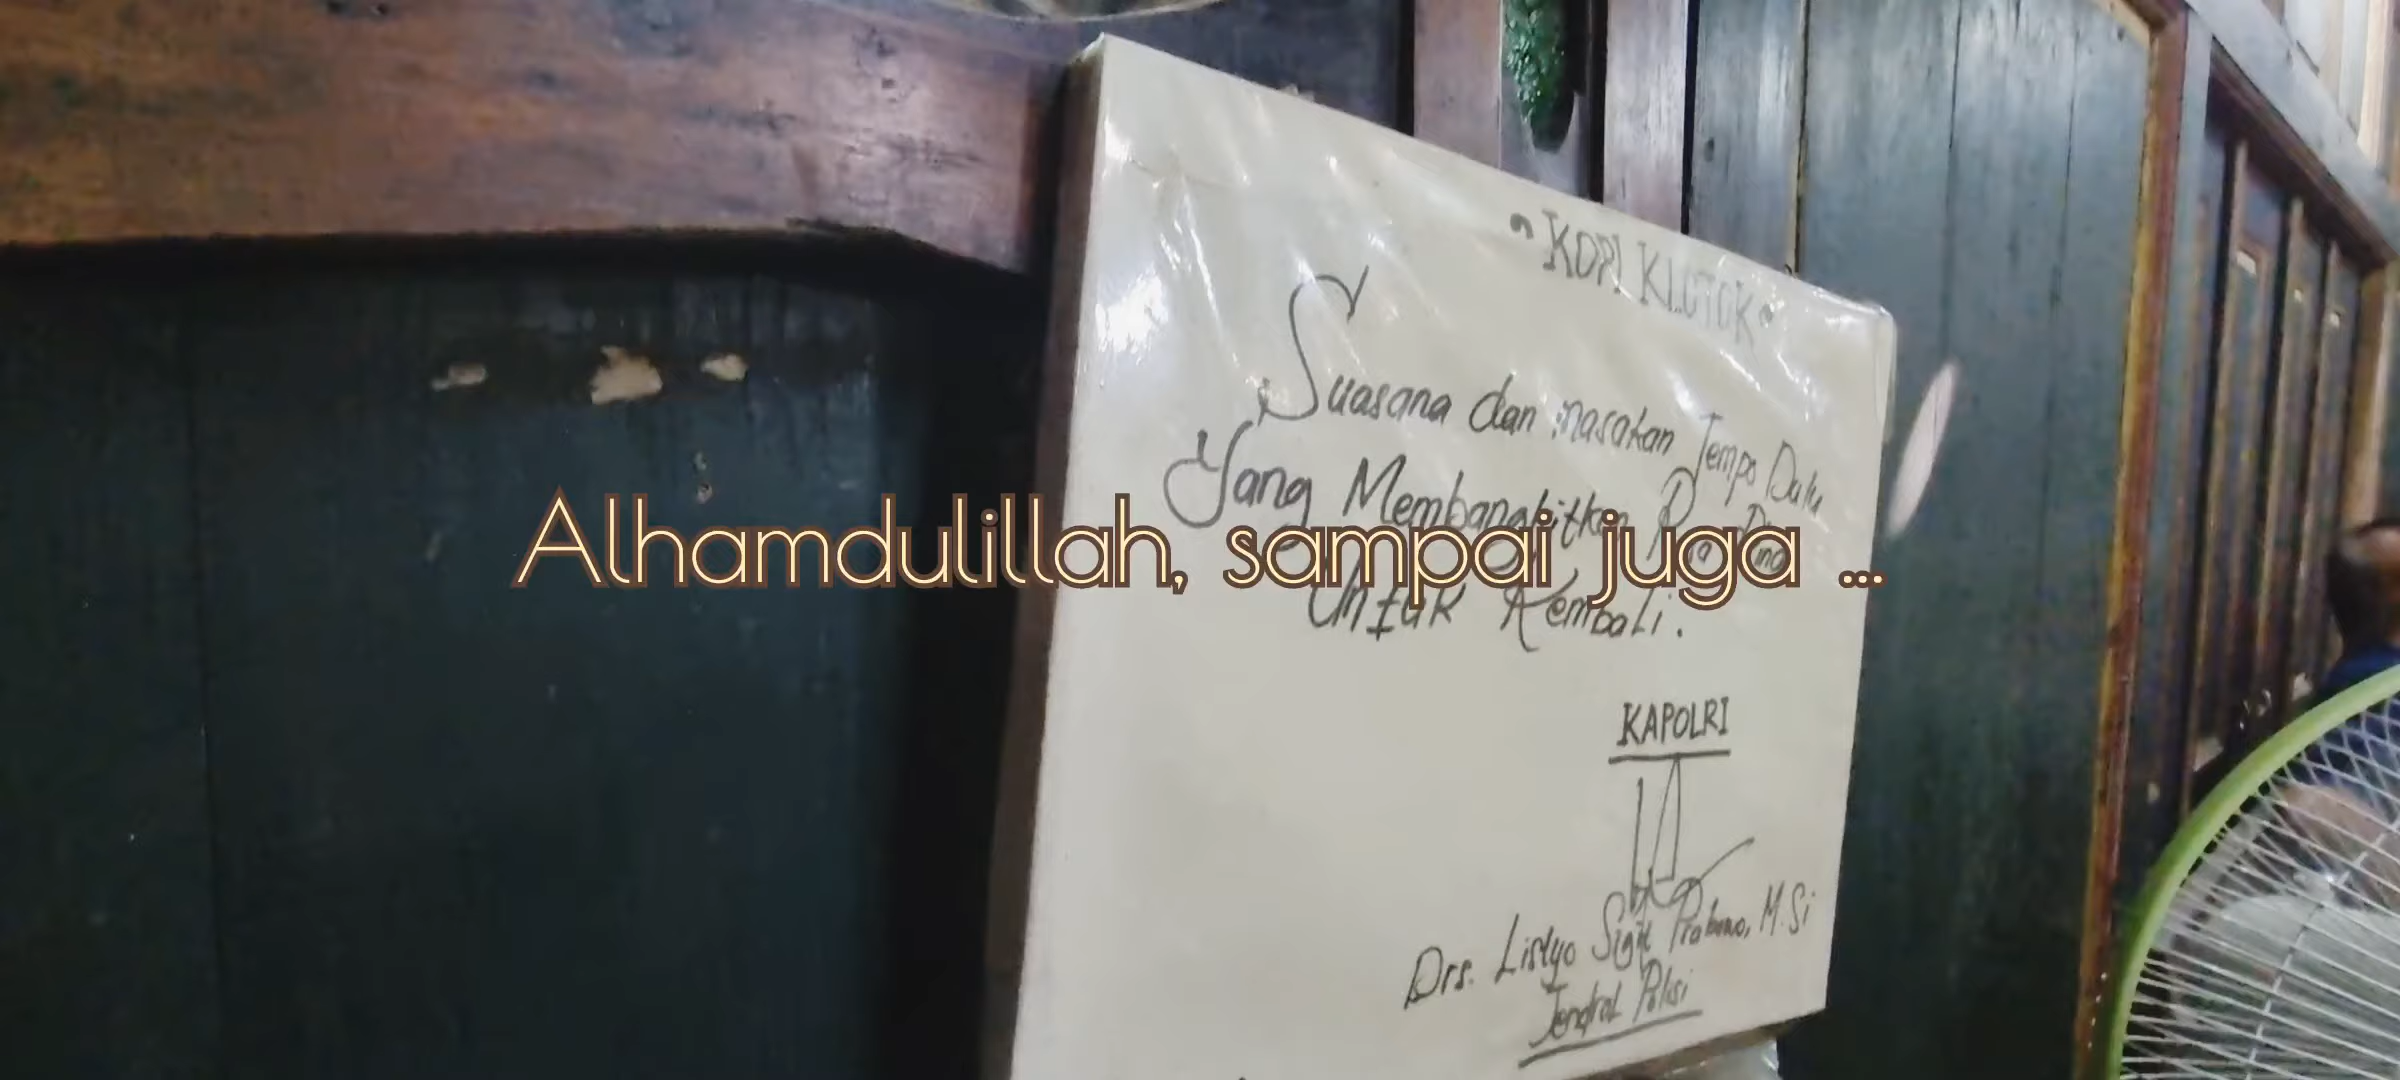 "KOPI KLOTOK"
Suasana dan masakan Tempo Dulu
Yang Membangkitkan
Untuk Kembali.
Alhamdulillah, sampai juga ...
KAPOLRI
Drs. Listyo Sigit Prabowo, M.Si
Jendral Polisi